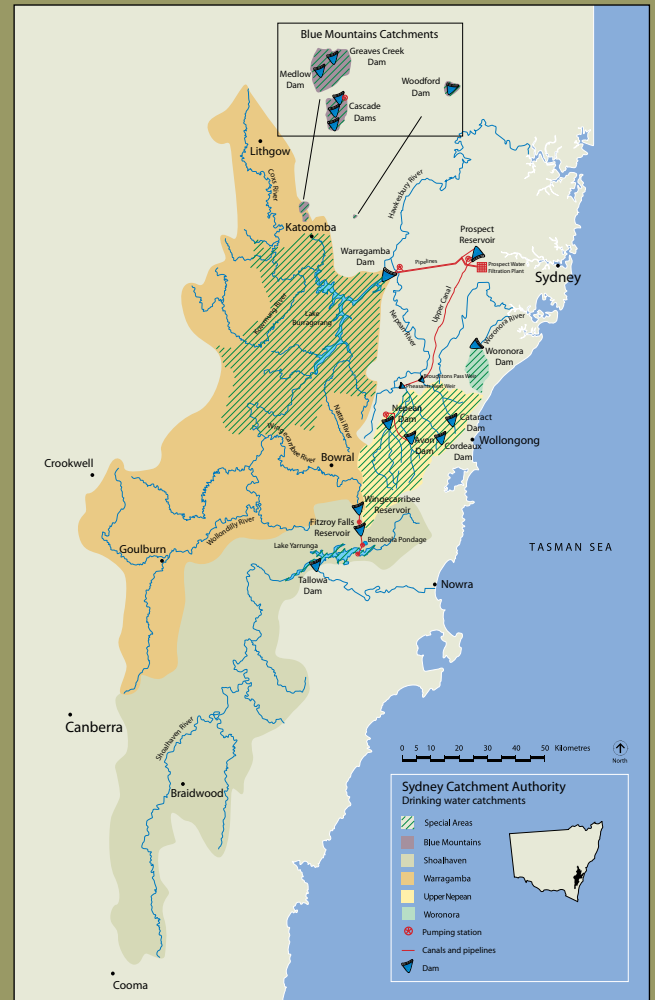 Blue Mountains Catchments
Greaves Creek
Dam
Medlow
Dam
Woodford
Dam
Cascade
Dams
Lithgow
Coxs River
Katoomba
Hawkesbury River
Warragamba
Dam
Pipelines
Prospect
Reservoir
Prospect Water
Filtration Plant
Sydney
Kowmung River
Lake
Burragorang
Nepean River
Upper Canal
Woronora River
Woronora
Dam
Broughtons Pass Weir
Pheasants Nest Weir
Nattai River
Nepean
Dam
Cataract
Dam
Avon
Dam
Cordeaux
Dam
Wollongong
Wingecarribee River
Bowral
Crookwell
Wingecarribee
Reservoir
Wollondilly River
Fitzroy Falls
Reservoir
Bendeela Pondage
Lake Yarrunga
Goulburn
TASMAN SEA
Tallowa
Dam
Nowra
Canberra
Shoalhaven River
Braidwood
Cooma
0 5 10 20 30 40 50 Kilometres
North
Sydney Catchment Authority
Drinking water catchments
Special Areas
Blue Mountains
Shoalhaven
Warragamba
Upper Nepean
Woronora
Pumping station
Canals and pipelines
Dam